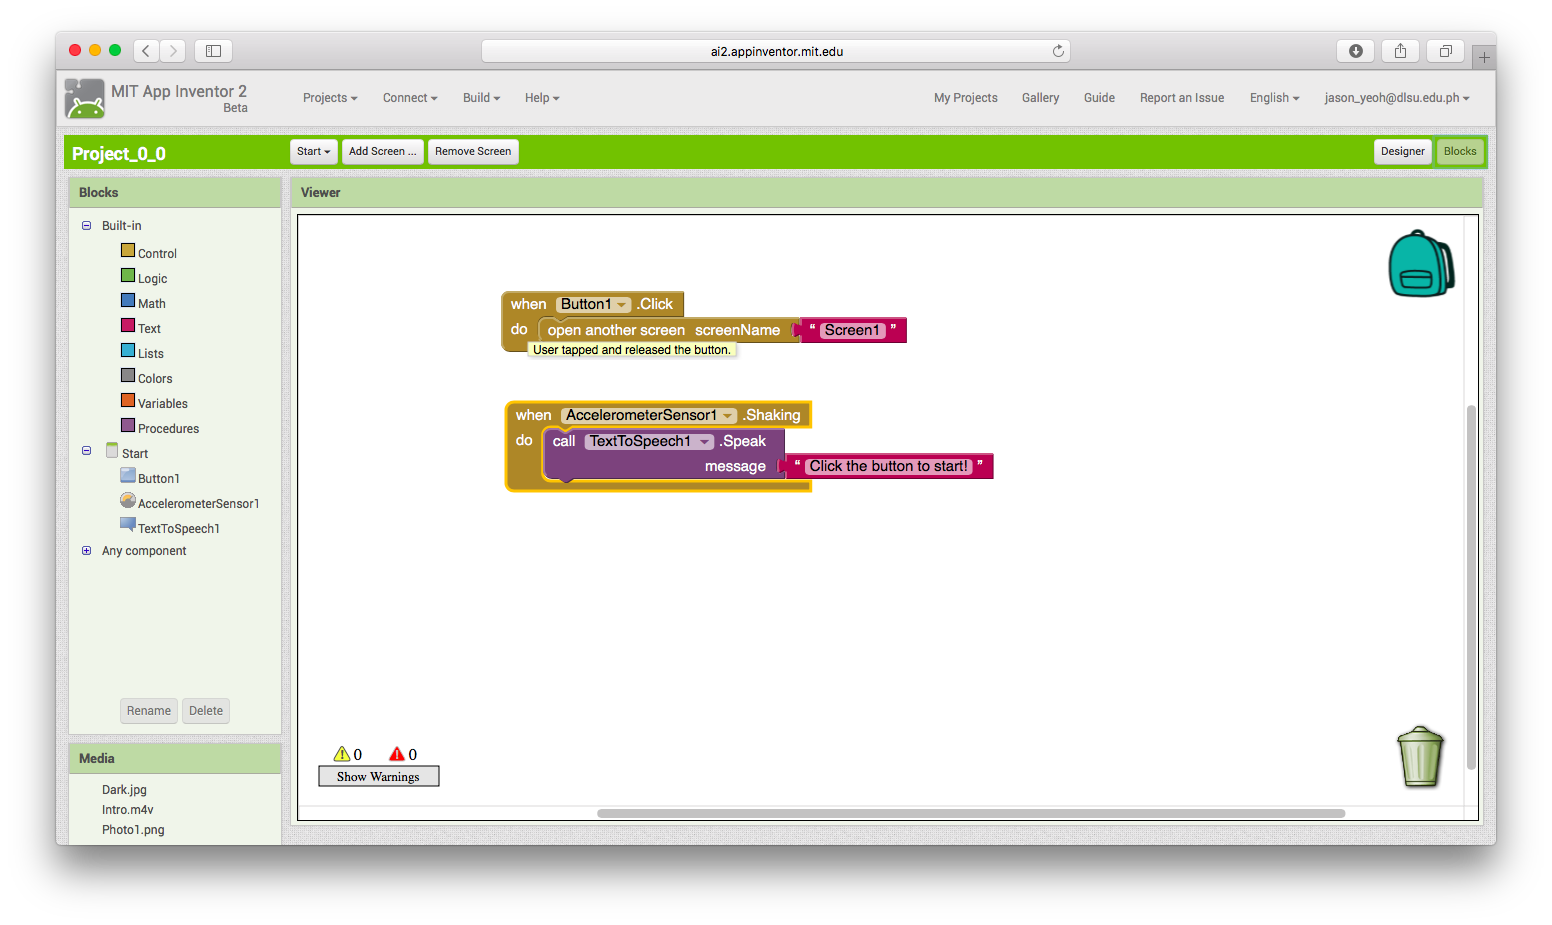 ai2.appinventor.mit.edu
MIT App Inventor 2
Beta
Projects Connect Build Help
My Projects Gallery Guide Report an Issue English jason_yeoh@dlsu.edu.ph
Project_0_0
Start Add Screen ... Remove Screen
Designer Blocks
Blocks
Built-in
Control
Logic
Math
Text
Lists
Colors
Variables
Procedures
Start
Button1
AccelerometerSensor1
TextToSpeech1
Any component
Rename Delete
Media
Dark.jpg
Intro.m4v
Photo1.png
Viewer
when Button1 .Click
do open another screen screenName " Screen1 "
User tapped and released the button.
when AccelerometerSensor1 .Shaking
do call TextToSpeech1 .Speak
message " Click the button to start! "
0 0
Show Warnings